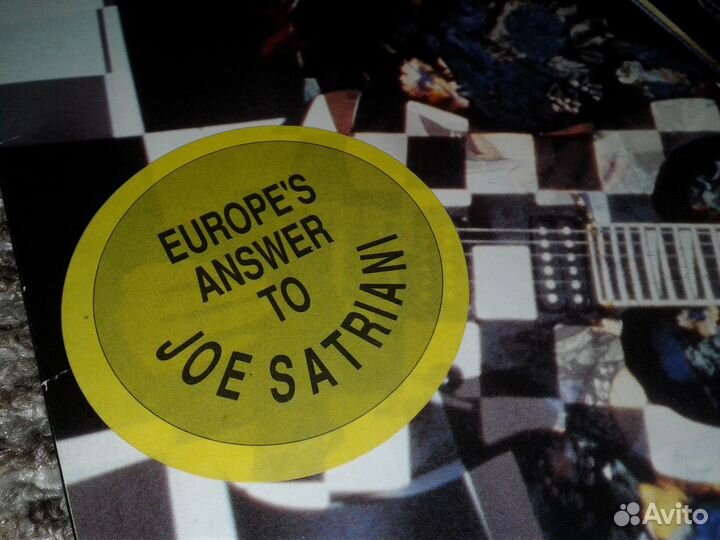 EUROPE'S
ANSWER
TO
JOE SATRIANI
Avito